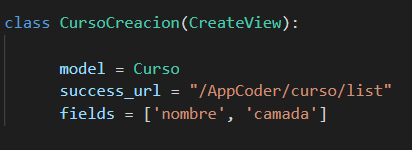 class CursoCreacion(CreateView):
model = Curso
success_url = "/AppCoder/curso/list"
fields = ['nombre', 'camada']